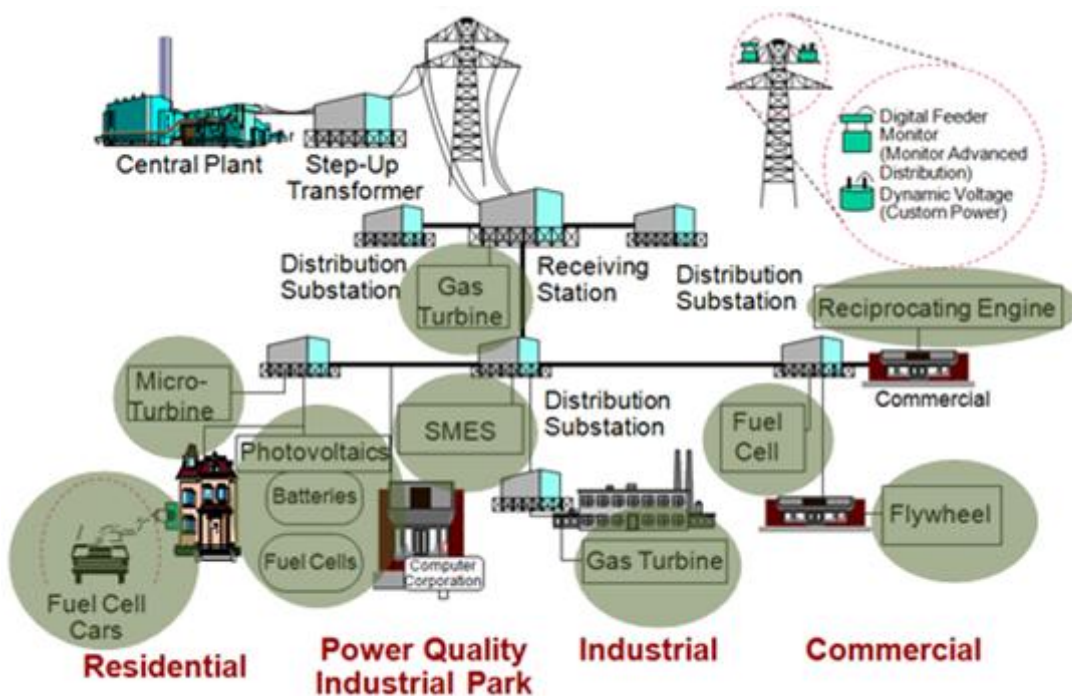 Central Plant
Step-Up
Transformer
Digital Feeder
Monitor
(Monitor Advanced
Distribution)
Dynamic Voltage
(Custom Power)
Distribution
Substation
Gas
Turbine
Receiving
Station
Distribution
Substation
Reciprocating Engine
Micro-
Turbine
SMES
Distribution
Substation
Fuel
Cell
Commercial
Photovoltaics
Batteries
Fuel Cells
Computer
Corporation
Gas Turbine
Flywheel
Fuel Cell
Cars
Residential
Power Quality
Industrial Park
Industrial
Commercial